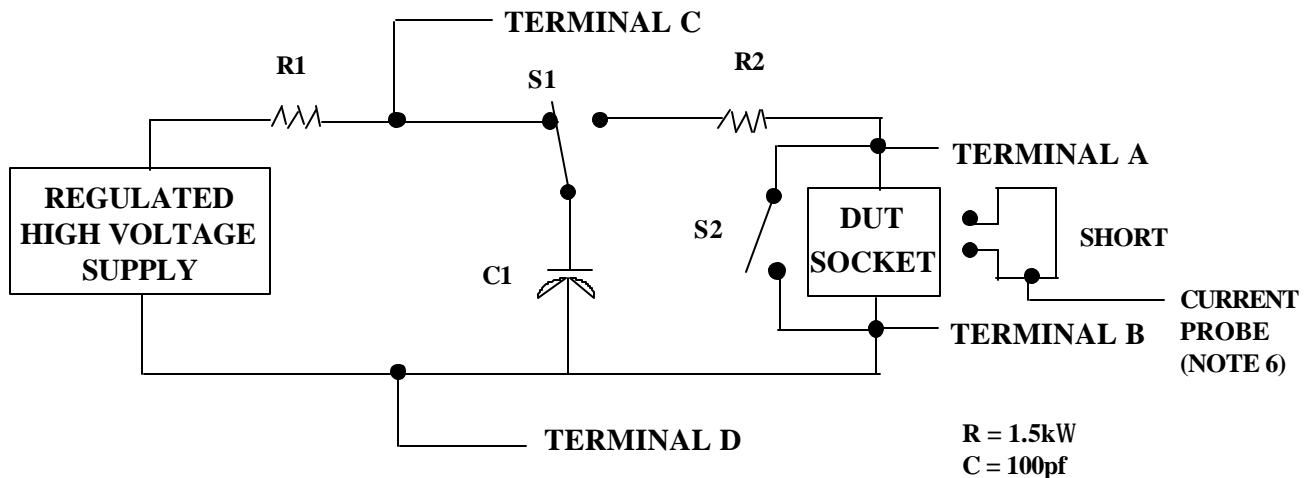 TERMINAL C
R1
S1
R2
TERMINAL A
REGULATED
HIGH VOLTAGE
SUPPLY
DUT
SOCKET
S2
SHORT
C1
CURRENT
PROBE
(NOTE 6)
TERMINAL B
TERMINAL D
R = 1.5kW
C = 100pf